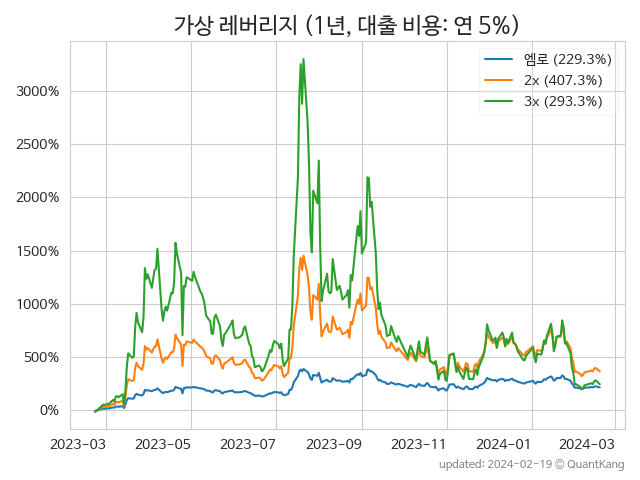 가상 레버리지 (1년, 대출 비용: 연 5%)
엠로 (229.3%)
2x (407.3%)
3x (293.3%)
3000%
2500%
2000%
1500%
1000%
500%
0%
2023-03 2023-05 2023-07 2023-09 2023-11 2024-01 2024-03
updated: 2024-02-19 © QuantKang